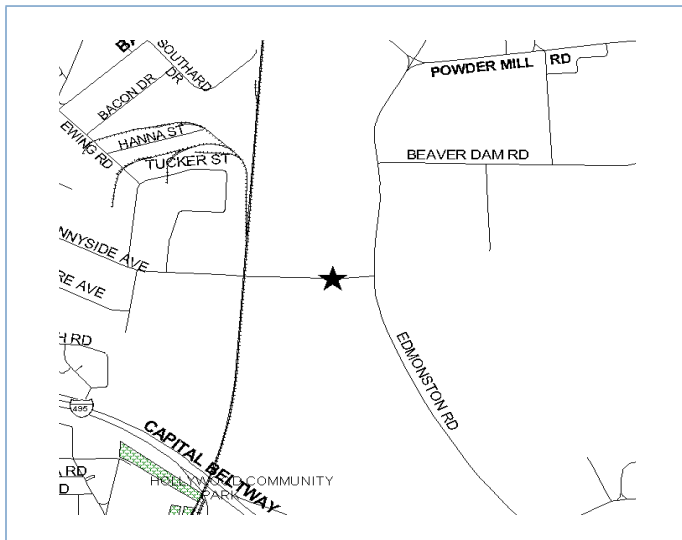 BA
SOUTHARD
DR
BACON DR
EWING RD
HANNA ST
TUCKER ST
POWDER MILL RD
BEAVER DAM RD
NNYSIDE AVE
RE AVE
H RD
495
EDMONSTON RD
CAPITAL BELTWAY
HOLLYWOOD COMMUNITY
PARK
A RD
D